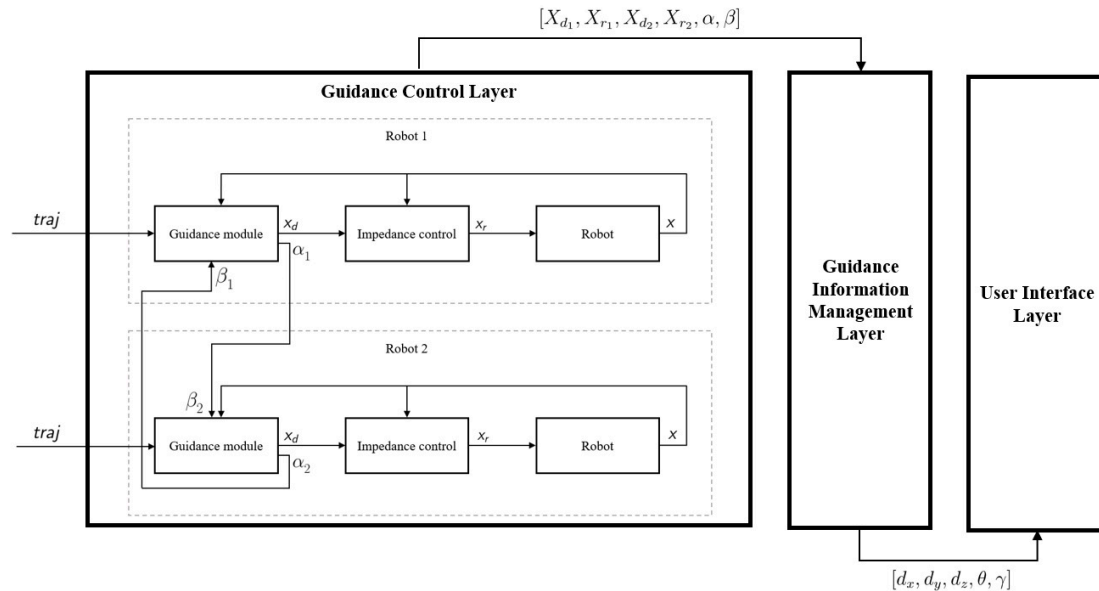 [X_{d_1}, X_{r_1}, X_{d_2}, X_{r_2}, α, β]
Guidance Control Layer
Robot 1
traj
Guidance module
x_d
Impedance control
x_r
Robot
x
α_1
β_1
Robot 2
β_2
traj
Guidance module
x_d
Impedance control
x_r
Robot
x
α_2
Guidance
Information
Management
Layer
User Interface
Layer
[d_x, d_y, d_z, θ, γ]